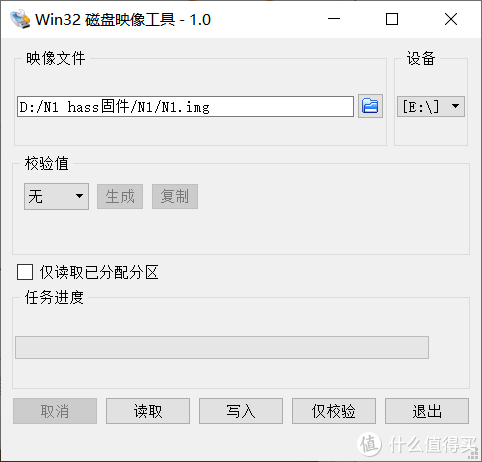 Win32 磁盘映像工具 - 1.0
映像文件
设备
D:/N1 hass固件/N1/N1.img
[E:\]
校验值
无
生成
复制
仅读取已分配分区
任务进度
取消
读取
写入
仅校验
退出
值 什么值得买